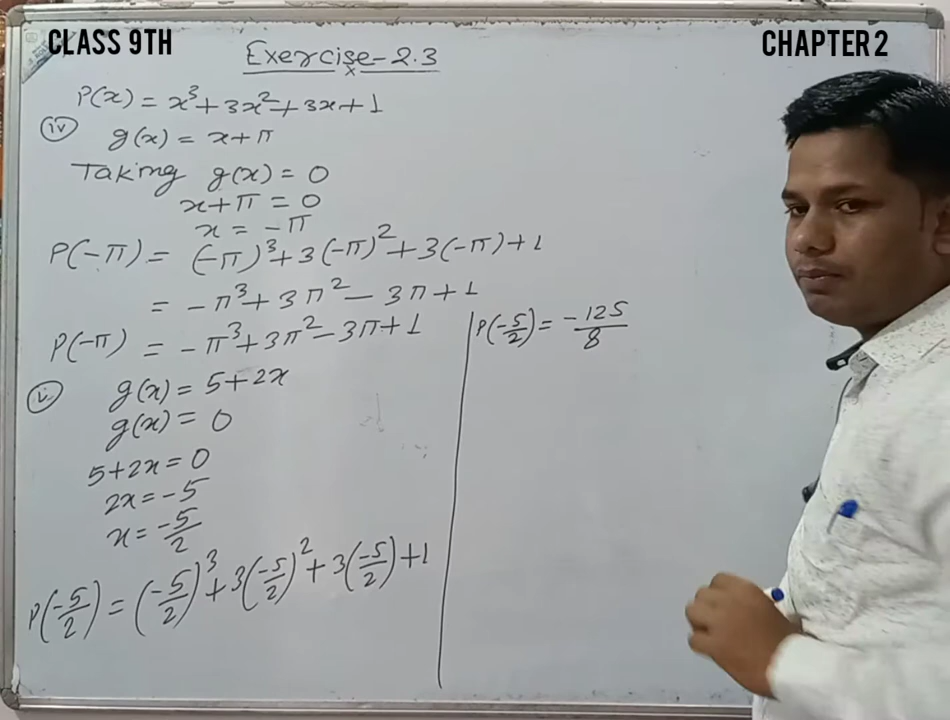 CLASS 9TH
CHAPTER 2
Exercise-2.3
P(x) = x³ + 3x² + 3x + 1
(iv) g(x) = x + π
Taking g(x) = 0
x + π = 0
x = -π
P(-π) = (-π)³ + 3(-π)² + 3(-π) + 1
= -π³ + 3π² - 3π + 1
P(-π) = -π³ + 3π² - 3π + 1
(v) g(x) = 5 + 2x
g(x) = 0
5 + 2x = 0
2x = -5
x = -5/2
P(-5/2) = (-5/2)³ + 3(-5/2)² + 3(-5/2) + 1
P(-5/2) = -125/8